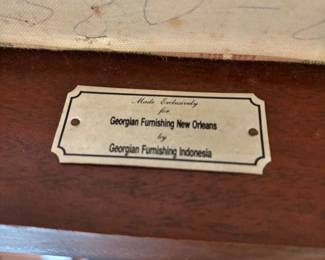 Made Exclusively
for
Georgian Furnishing New Orleans
by
Georgian Furnishing Indonesia